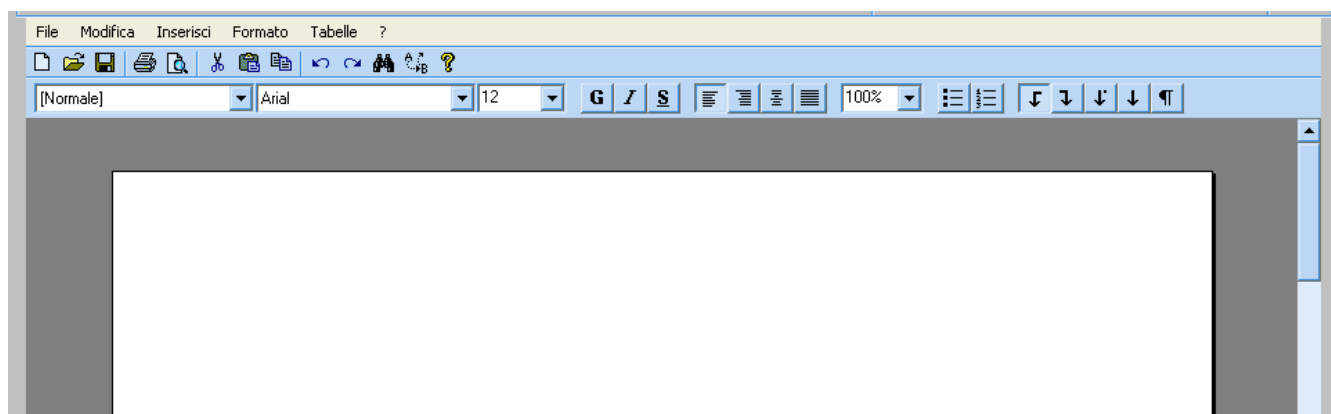 File Modifica Inserisci Formato Tabelle ?
[Normale] Arial 12 G I S 100% ¶